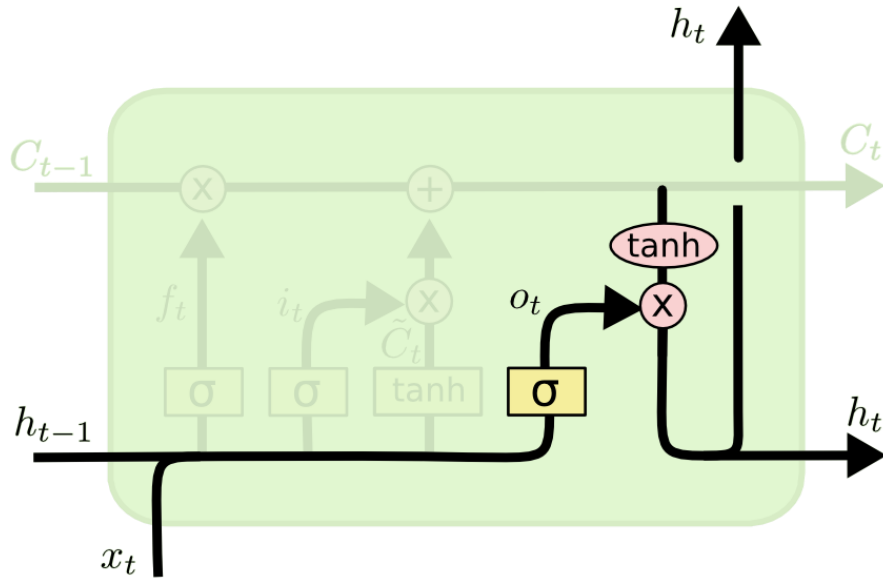 h_t
C_{t-1}
C_t
x
+
tanh
f_t
i_t
x
o_t
x
C̃_t
σ
σ
tanh
σ
h_{t-1}
h_t
x_t